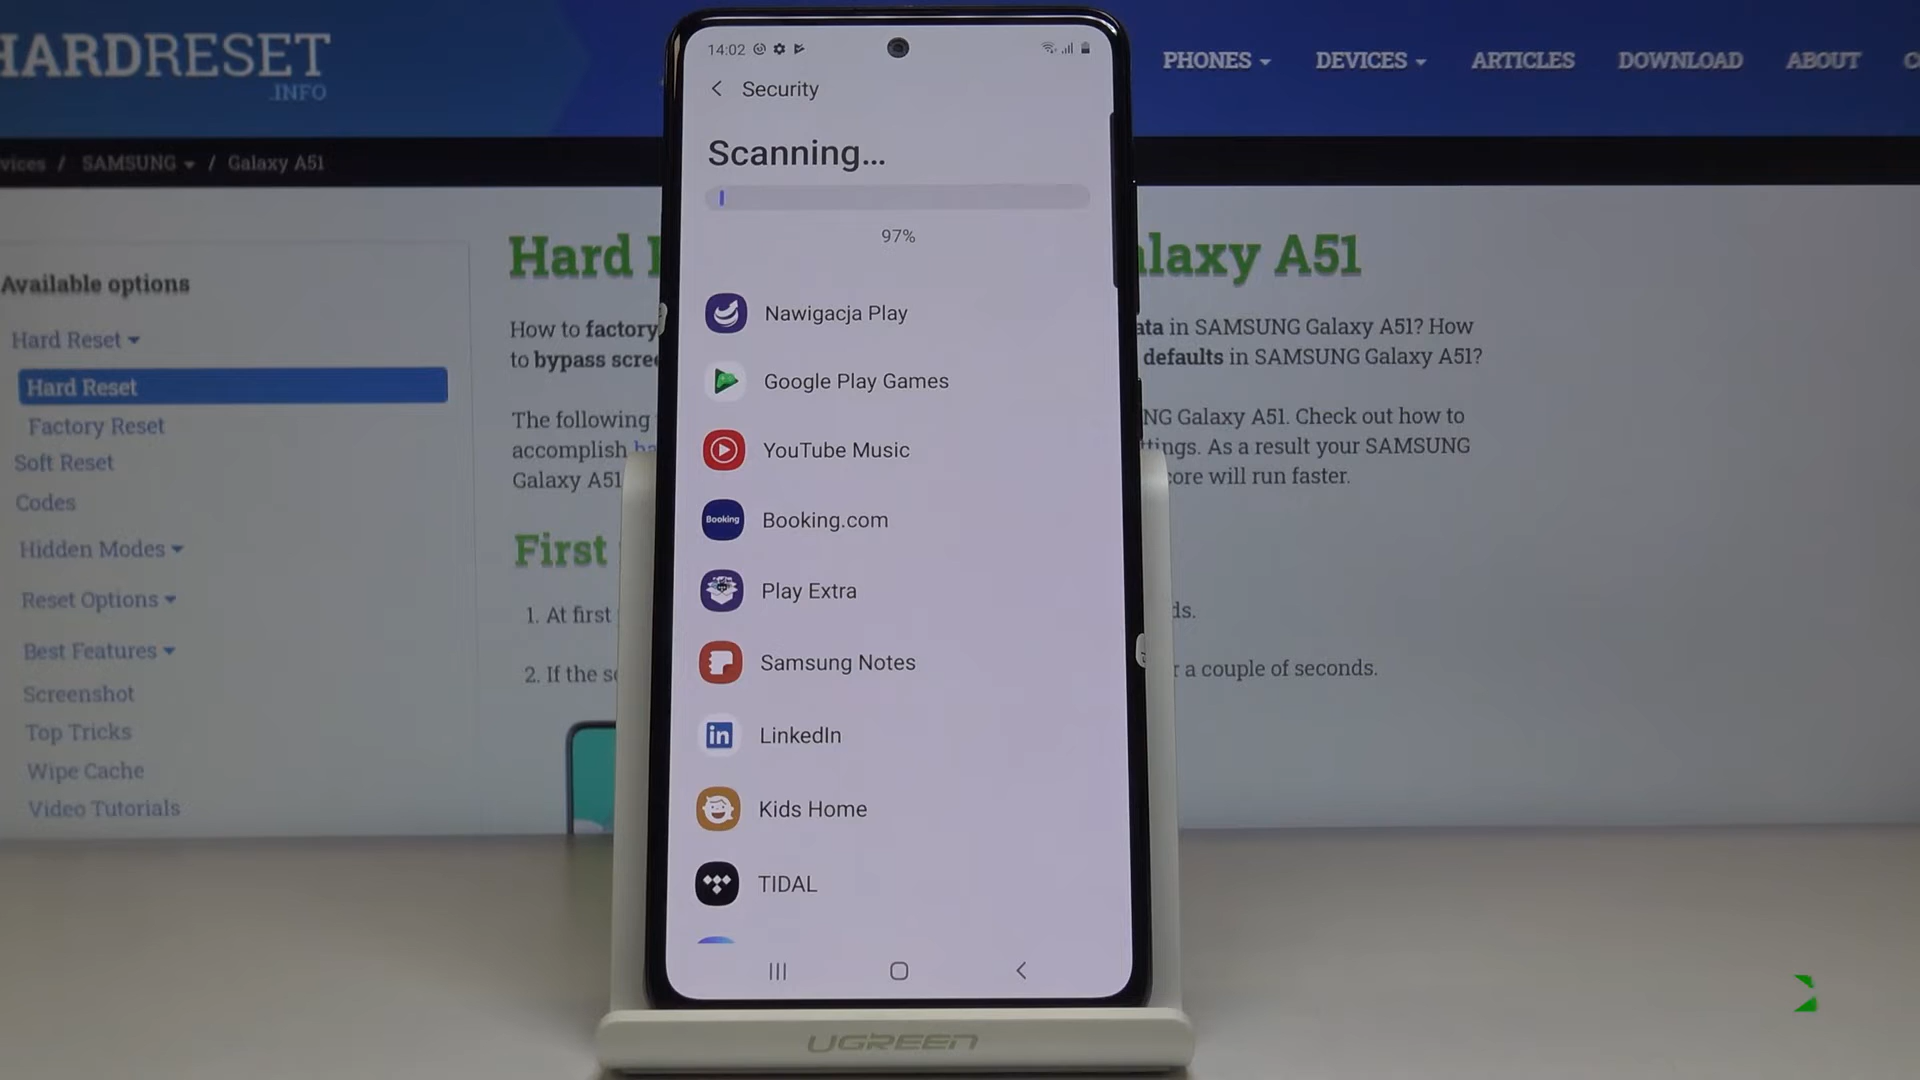 HARDRESET
.INFO
PHONES
DEVICES
ARTICLES
DOWNLOAD
ABOUT
vices / SAMSUNG / Galaxy A51
Available options
Hard Reset
Hard Reset
Factory Reset
Soft Reset
Codes
Hidden Modes
Reset Options
Best Features
Screenshot
Top Tricks
Wipe Cache
Video Tutorials
Hard
alaxy A51
How to factory
ata in SAMSUNG Galaxy A51? How
to bypass scre
defaults in SAMSUNG Galaxy A51?
The following
NG Galaxy A51. Check out how to
accomplish ha
ttings. As a result your SAMSUNG
Galaxy A51
core will run faster.
First
1. At first
ds.
2. If the s
r a couple of seconds.
14:02
Security
Scanning...
97%
Nawigacja Play
Google Play Games
YouTube Music
Booking
Booking.com
Play Extra
Samsung Notes
in
LinkedIn
Kids Home
TIDAL
UGREEN